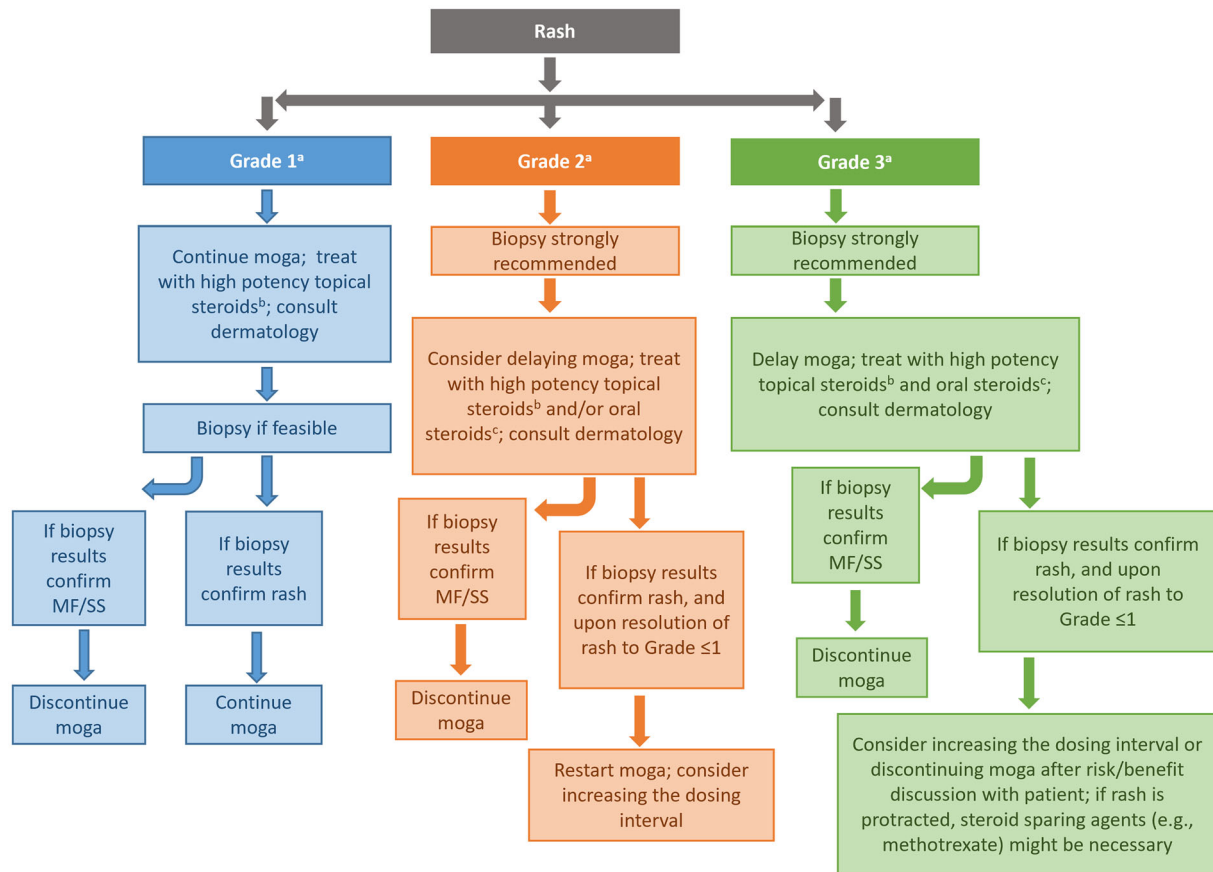 Rash
Grade 1ᵃ
Continue moga; treat
with high potency topical
steroidsᵇ; consult
dermatology
Biopsy if feasible
If biopsy
results
confirm
MF/SS
Discontinue
moga
If biopsy
results
confirm rash
Continue
moga
Grade 2ᵃ
Biopsy strongly
recommended
Consider delaying moga; treat
with high potency topical
steroidsᵇ and/or oral
steroidsᶜ; consult dermatology
If biopsy
results
confirm
MF/SS
Discontinue
moga
If biopsy results
confirm rash, and
upon resolution of
rash to Grade ≤1
Restart moga; consider
increasing the dosing
interval
Grade 3ᵃ
Biopsy strongly
recommended
Delay moga; treat with high potency
topical steroidsᵇ and oral steroidsᶜ;
consult dermatology
If biopsy
results
confirm
MF/SS
Discontinue
moga
If biopsy results confirm
rash, and upon
resolution of rash to
Grade ≤1
Consider increasing the dosing interval or
discontinuing moga after risk/benefit
discussion with patient; if rash is
protracted, steroid sparing agents (e.g.,
methotrexate) might be necessary